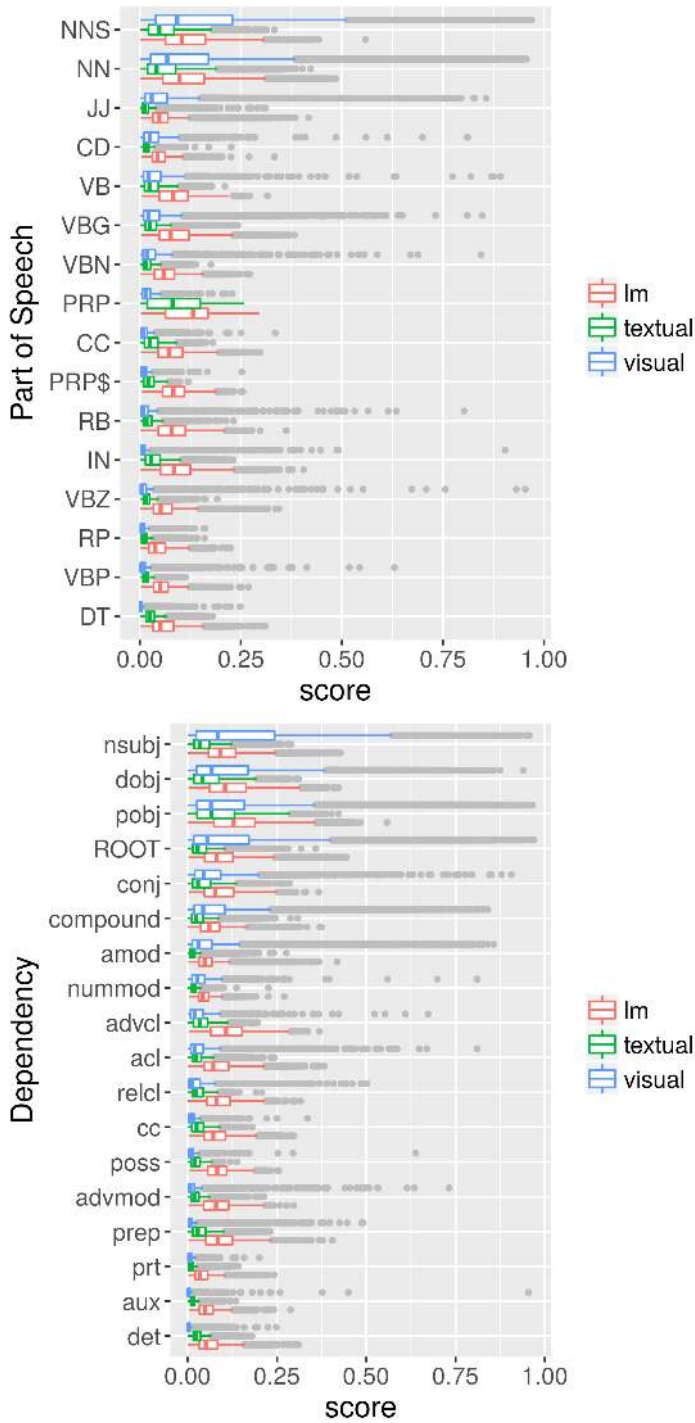 NNS
NN
JJ
CD
VB
VBG
VBN
PRP
CC
PRP$
RB
IN
VBZ
RP
VBP
DT
Part of Speech
0.00 0.25 0.50 0.75 1.00
score
lm
textual
visual
nsubj
dobj
pobj
ROOT
conj
compound
amod
nummod
advcl
acl
relcl
cc
poss
advmod
prep
prt
aux
det
Dependency
0.00 0.25 0.50 0.75 1.00
score
lm
textual
visual